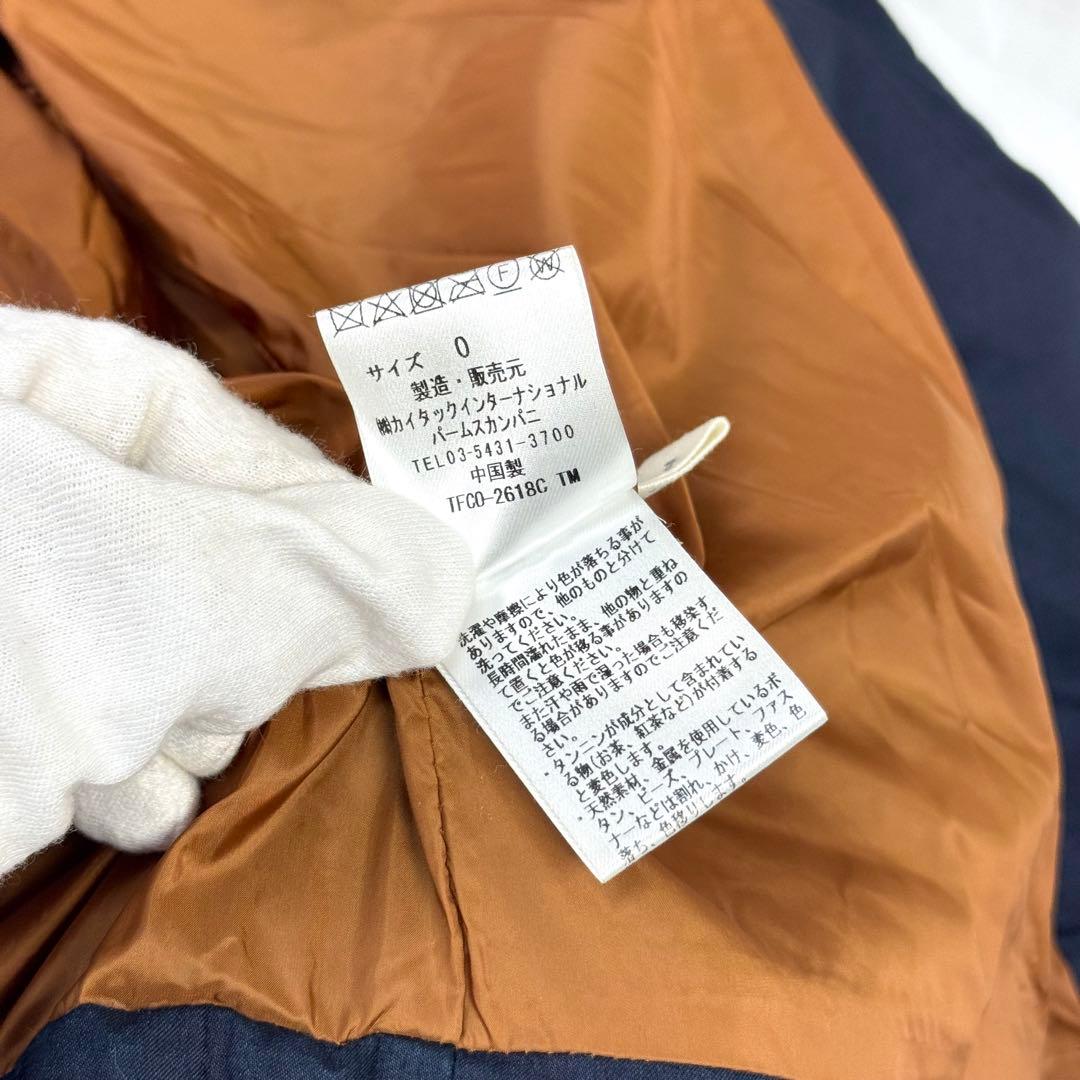 F W
サイズ 0
製造・販売元
㈱カイタックインターナショナル
パームスカンパニ
TEL03-5431-3700
中国製
TFCO-2618C TM
洗濯や摩擦により色が落ちる事が
ありますので、他のものと分けて
洗ってください。
長時間濡れたまま、他の物と重ね
て置くと色が移る事がありますの
でご注意ください。
また汗や雨で湿った場合も移染す
る場合がありますのでご注意くだ
さい。
・タンニンが成分として含まれてい
る物(お茶、紅茶など)が付着する
と変色します。
・天然素材、金属を使用しているボ
タン、ビーズ、プレート、ファス
ナーなどは割れ、かけ、変色、色
落ち、色移りします。